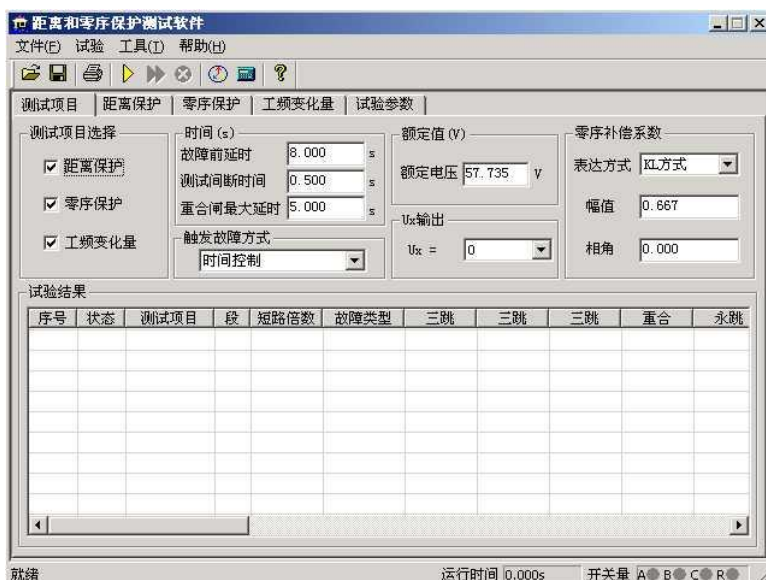 距离和零序保护测试软件
文件(F) 试验 工具(T) 帮助(H)
测试项目 距离保护 零序保护 工频变化量 试验参数
测试项目选择
距离保护
零序保护
工频变化量
时间(s)
故障前延时 8.000 s
测试间断时间 0.500 s
重合闸最大延时 5.000 s
触发故障方式
时间控制
额定值(V)
额定电压 57.735 V
Ux输出
Ux = 0
零序补偿系数
表达方式 KL方式
幅值 0.667
相角 0.000
试验结果
序号 状态 测试项目 段 短路倍数 故障类型 三跳 三跳 三跳 重合 永跳
就绪 运行时间 0.000s 开关量 A B C R